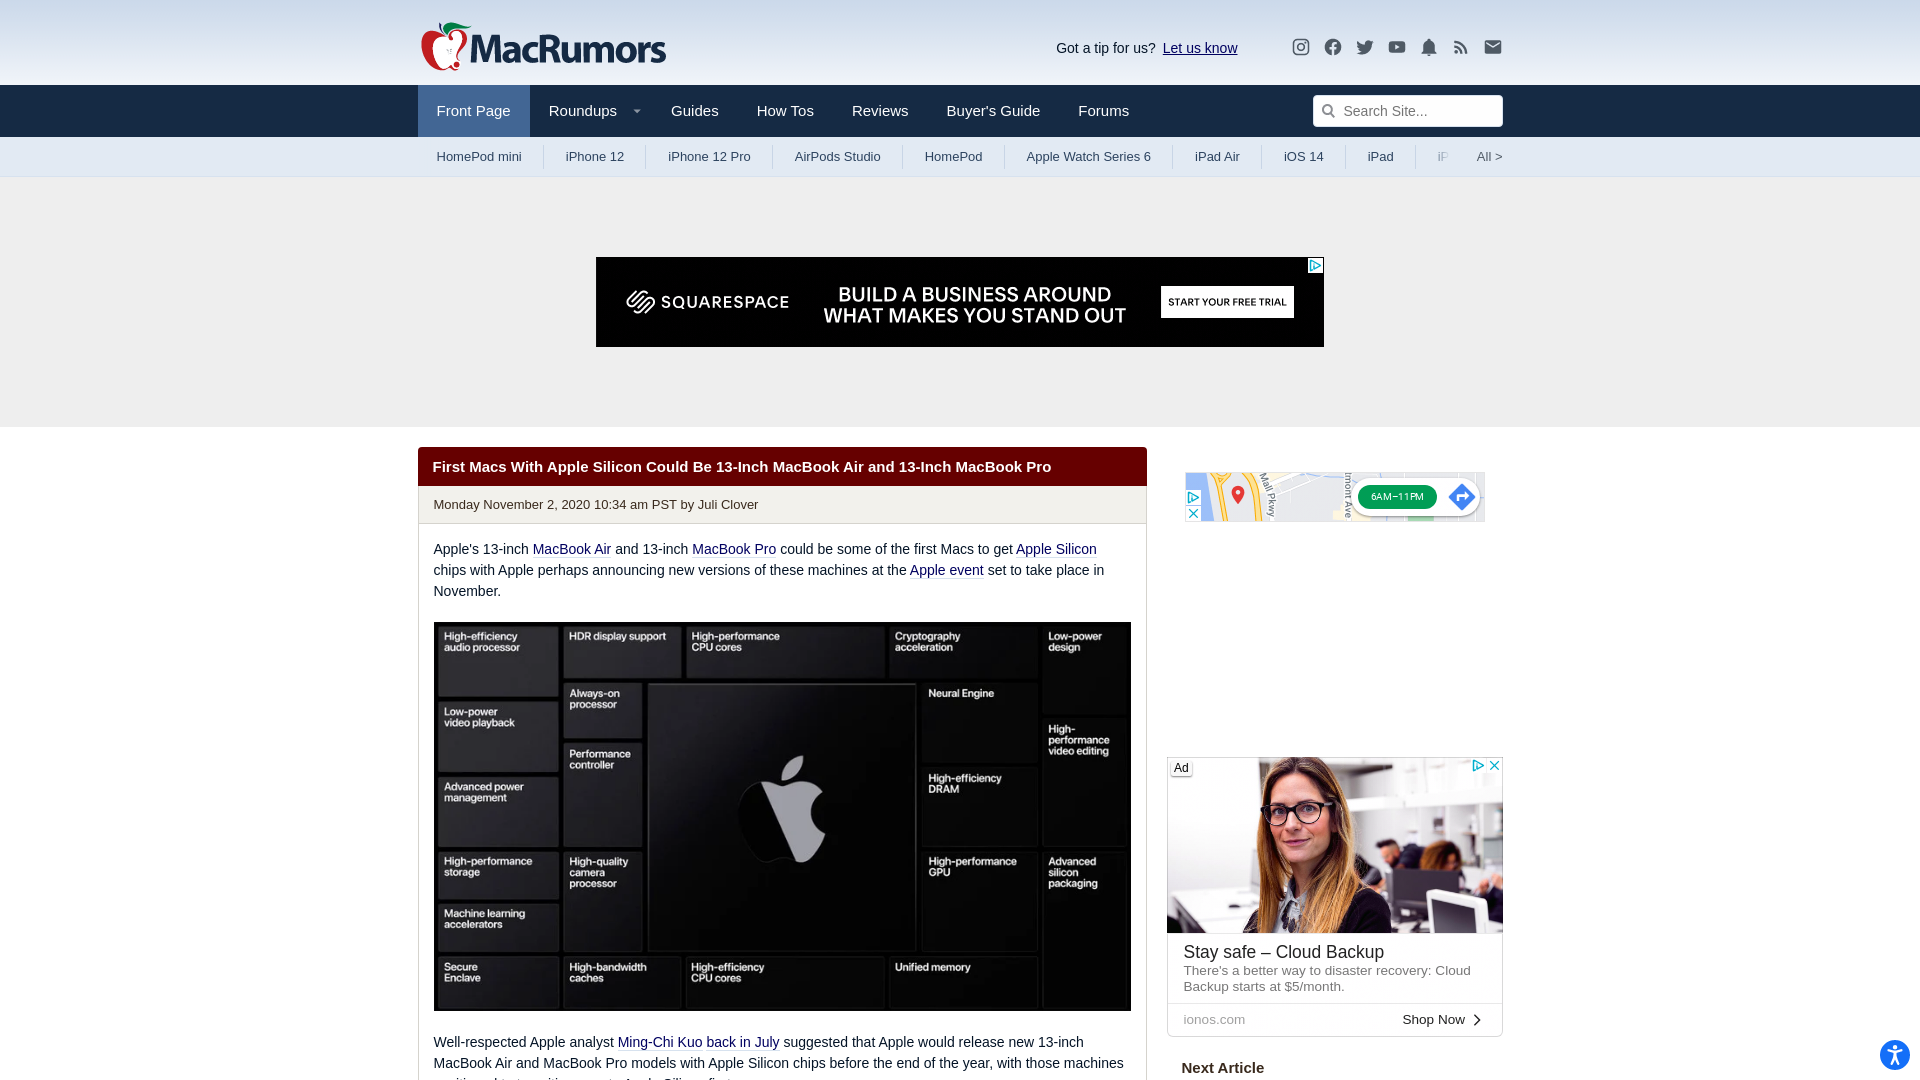 MacRumors
Got a tip for us? Let us know
Front Page
Roundups
Guides
How Tos
Reviews
Buyer's Guide
Forums
Search Site...
HomePod mini
iPhone 12
iPhone 12 Pro
AirPods Studio
HomePod
Apple Watch Series 6
iPad Air
iOS 14
iPad
iP
All >
SQUARESPACE
BUILD A BUSINESS AROUND
WHAT MAKES YOU STAND OUT
START YOUR FREE TRIAL
First Macs With Apple Silicon Could Be 13-Inch MacBook Air and 13-Inch MacBook Pro
Monday November 2, 2020 10:34 am PST by Juli Clover
Apple's 13-inch MacBook Air and 13-inch MacBook Pro could be some of the first Macs to get Apple Silicon
chips with Apple perhaps announcing new versions of these machines at the Apple event set to take place in
November.
High-efficiency
audio processor
HDR display support
High-performance
CPU cores
Cryptography
acceleration
Low-power
design
Always-on
processor
Neural Engine
Low-power
video playback
High-
performance
video editing
Performance
controller
High-efficiency
DRAM
Advanced power
management
High-performance
storage
High-quality
camera
processor
High-performance
GPU
Advanced
silicon
packaging
Machine learning
accelerators
Secure
Enclave
High-bandwidth
caches
High-efficiency
CPU cores
Unified memory
Well-respected Apple analyst Ming-Chi Kuo back in July suggested that Apple would release new 13-inch
MacBook Air and MacBook Pro models with Apple Silicon chips before the end of the year, with those machines
Mall Pkwy
mont Ave
6AM–11PM
Ad
Stay safe – Cloud Backup
There's a better way to disaster recovery: Cloud
Backup starts at $5/month.
ionos.com
Shop Now
Next Article